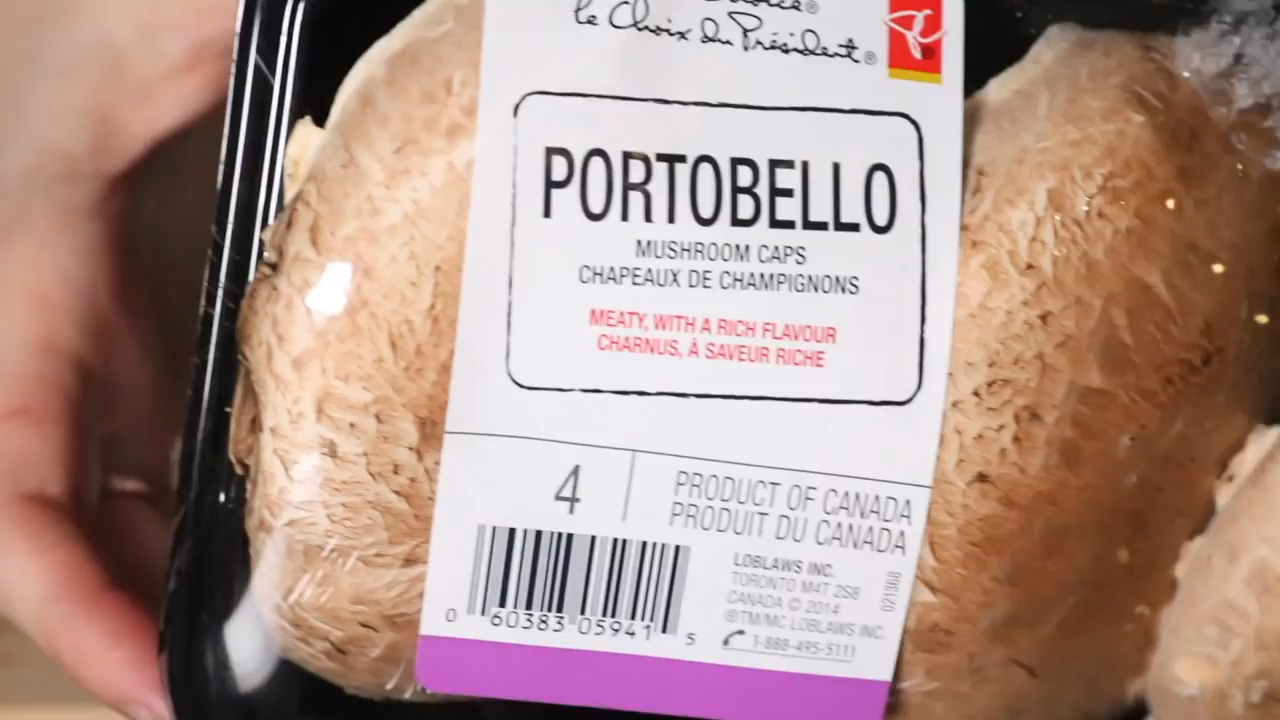 le Choix du Président®
PORTOBELLO
MUSHROOM CAPS
CHAPEAUX DE CHAMPIGNONS
MEATY, WITH A RICH FLAVOUR
CHARNUS, À SAVEUR RICHE
4
PRODUCT OF CANADA
PRODUIT DU CANADA
LOBLAWS INC.
TORONTO M4T 2S8
CANADA © 2014
®TM/MC LOBLAWS INC.
1-888-495-5111
021368
0 60383 05941 5